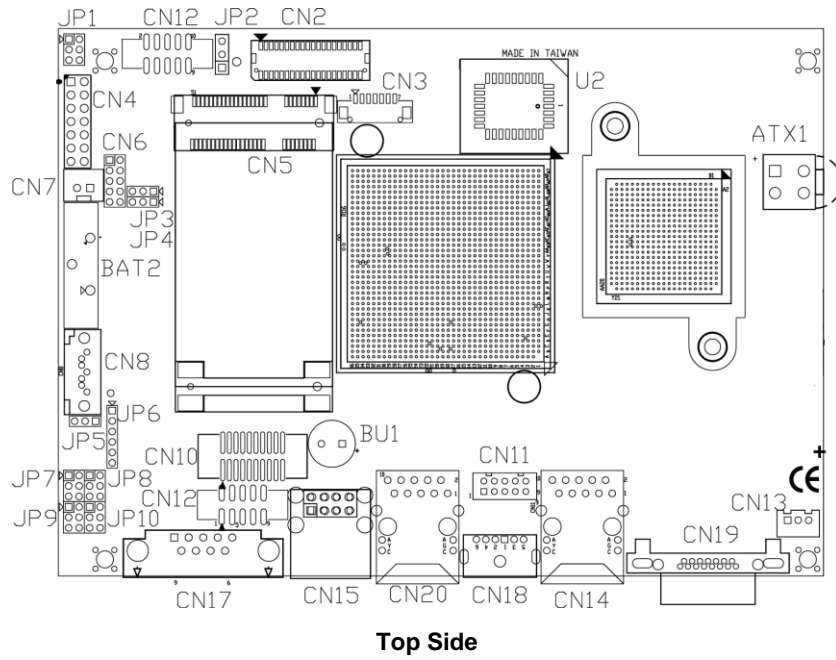 JP1
CN12
JP2
CN2
MADE IN TAIWAN
U2
CN3
CN4
CN5
CN6
ATX1
CN7
JP3
JP4
BAT2
CN8
JP6
JP5
BU1
CN10
CN11
JP7
JP8
CN12
JP9
JP10
CN13
CE
CN19
CN17
CN15
CN20
CN18
CN14
Top Side